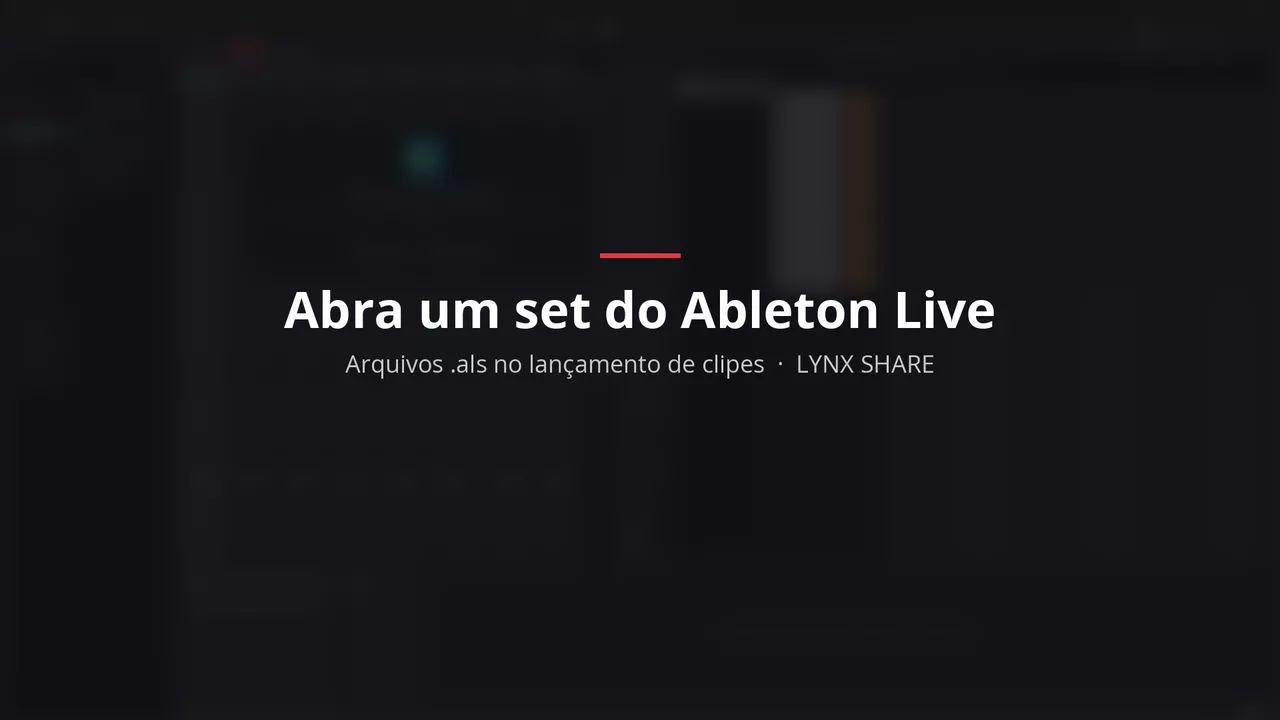 Abra um set do Ableton Live
Arquivos .als no lançamento de clipes · LYNX SHARE